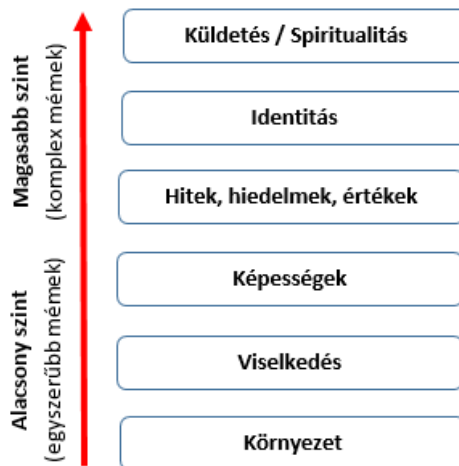 Küldetés / Spiritualitás
Identitás
Hitek, hiedelmek, értékek
Képességek
Viselkedés
Környezet
Magasabb szint
(komplex mémek)
Alacsony szint
(egyszerűbb mémek)